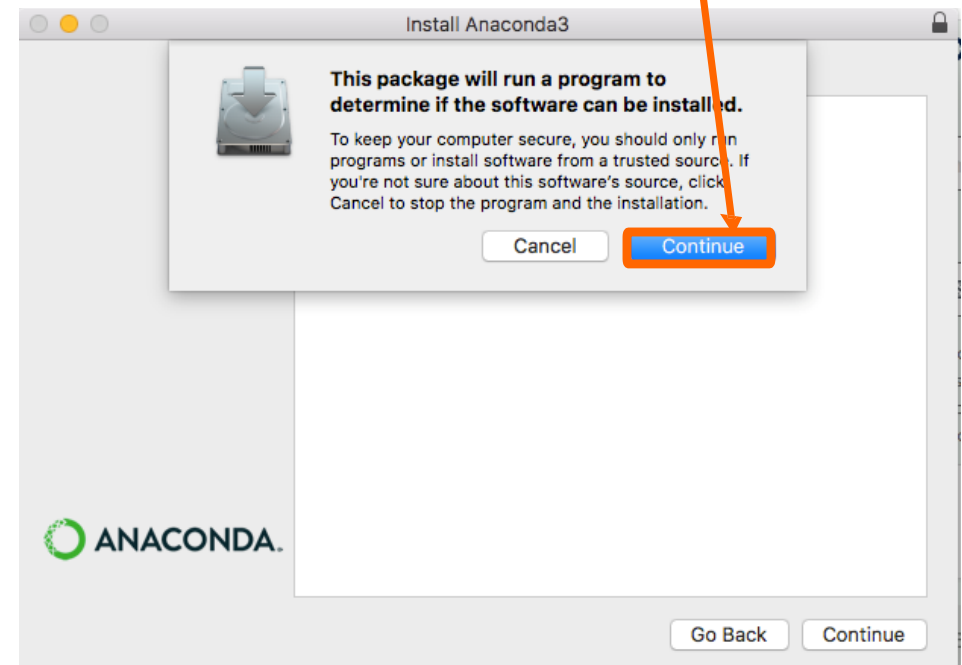 Install Anaconda3
This package will run a program to
determine if the software can be installed.
To keep your computer secure, you should only run
programs or install software from a trusted source. If
you're not sure about this software's source, click
Cancel to stop the program and the installation.
Cancel
Continue
ANACONDA.
Go Back
Continue